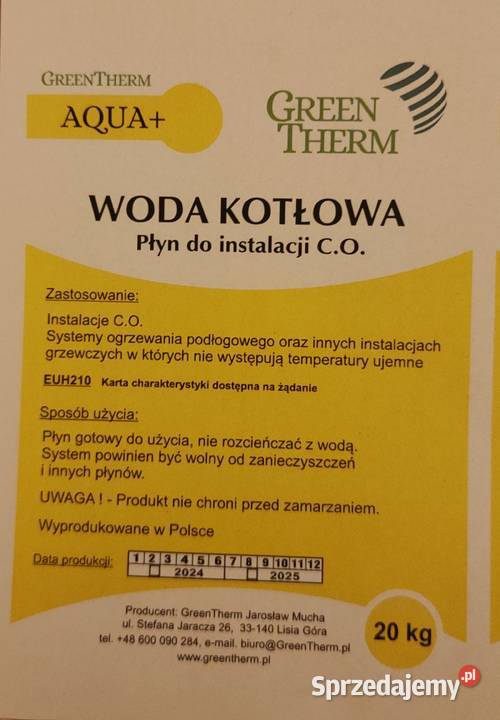 GREENTHERM
AQUA+
GREEN
THERM
WODA KOTŁOWA
Płyn do instalacji C.O.
Zastosowanie:
Instalacje C.O.
Systemy ogrzewania podłogowego oraz innych instalacjach
grzewczych w których nie występują temperatury ujemne
EUH210 Karta charakterystyki dostępna na żądanie
Sposób użycia:
Płyn gotowy do użycia, nie rozcieńczać z wodą.
System powinien być wolny od zanieczyszczeń
i innych płynów.
UWAGA ! - Produkt nie chroni przed zamarzaniem.
Wyprodukowane w Polsce
Data produkcji: 1 2 3 4 5 6 7 8 9 10 11 12
2024 2025
Producent: GreenTherm Jarosław Mucha
ul. Stefana Jaracza 26, 33-140 Lisia Góra
tel. +48 600 090 284, e-mail. biuro@GreenTherm.pl
www.greentherm.pl
20 kg
Sprzedajemy.pl